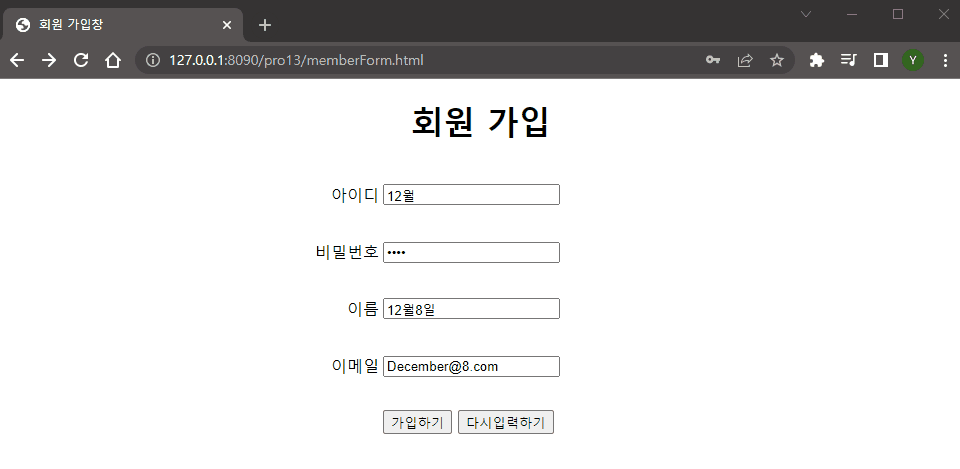 회원 가입창
127.0.0.1:8090/pro13/memberForm.html
Y
회원 가입
아이디 12월
비밀번호 ••••
이름 12월8일
이메일 December@8.com
가입하기 다시입력하기